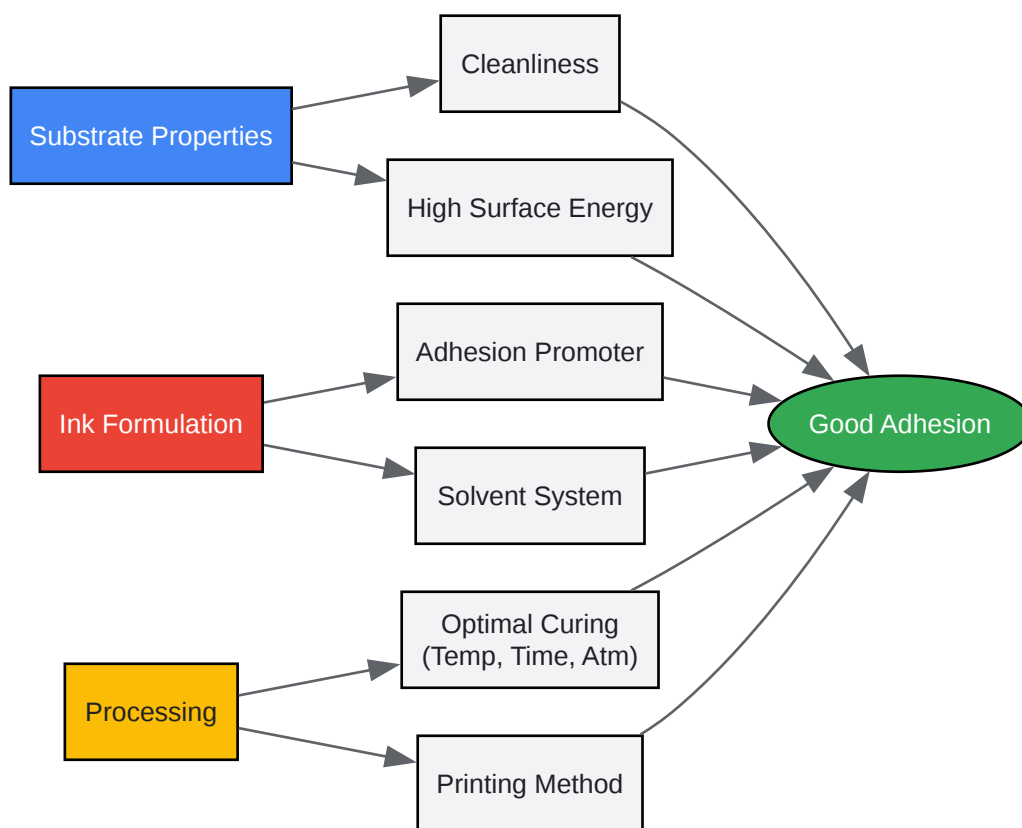 Cleanliness
Substrate Properties
High Surface Energy
Adhesion Promoter
Ink Formulation
Good Adhesion
Solvent System
Optimal Curing
(Temp, Time, Atm)
Processing
Printing Method